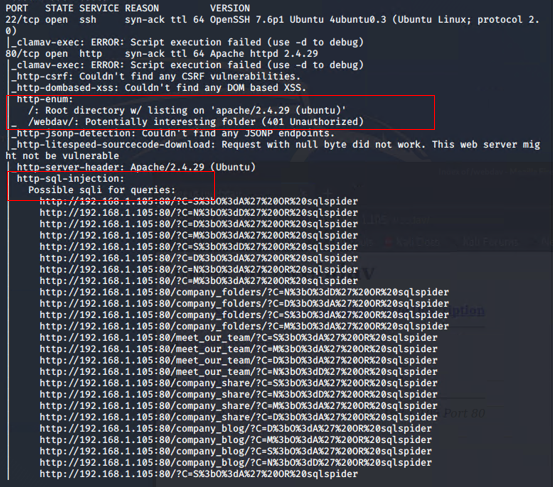 PORT   STATE SERVICE REASON         VERSION
22/tcp open  ssh     syn-ack ttl 64 OpenSSH 7.6p1 Ubuntu 4ubuntu0.3 (Ubuntu Linux; protocol 2.
0)
|_clamav-exec: ERROR: Script execution failed (use -d to debug)
80/tcp open  http    syn-ack ttl 64 Apache httpd 2.4.29
|_clamav-exec: ERROR: Script execution failed (use -d to debug)
|_http-csrf: Couldn't find any CSRF vulnerabilities.
|_http-dombased-xss: Couldn't find any DOM based XSS.
| http-enum:
|   /: Root directory w/ listing on 'apache/2.4.29 (ubuntu)'
|_  /webdav/: Potentially interesting folder (401 Unauthorized)
|_http-jsonp-detection: Couldn't find any JSONP endpoints.
|_http-litespeed-sourcecode-download: Request with null byte did not work. This web server mig
ht not be vulnerable
|_http-server-header: Apache/2.4.29 (Ubuntu)
| http-sql-injection:
|   Possible sqli for queries:
|     http://192.168.1.105:80/?C=S%3bO%3dA%27%20OR%20sqlspider
|     http://192.168.1.105:80/?C=N%3bO%3dD%27%20OR%20sqlspider
|     http://192.168.1.105:80/?C=D%3bO%3dA%27%20OR%20sqlspider
|     http://192.168.1.105:80/?C=M%3bO%3dA%27%20OR%20sqlspider
|     http://192.168.1.105:80/?C=S%3bO%3dA%27%20OR%20sqlspider
|     http://192.168.1.105:80/?C=D%3bO%3dA%27%20OR%20sqlspider
|     http://192.168.1.105:80/?C=N%3bO%3dA%27%20OR%20sqlspider
|     http://192.168.1.105:80/?C=M%3bO%3dA%27%20OR%20sqlspider
|     http://192.168.1.105:80/company_folders/?C=N%3bO%3dD%27%20OR%20sqlspider
|     http://192.168.1.105:80/company_folders/?C=D%3bO%3dA%27%20OR%20sqlspider
|     http://192.168.1.105:80/company_folders/?C=S%3bO%3dA%27%20OR%20sqlspider
|     http://192.168.1.105:80/company_folders/?C=M%3bO%3dA%27%20OR%20sqlspider
|     http://192.168.1.105:80/meet_our_team/?C=S%3bO%3dA%27%20OR%20sqlspider
|     http://192.168.1.105:80/meet_our_team/?C=M%3bO%3dA%27%20OR%20sqlspider
|     http://192.168.1.105:80/meet_our_team/?C=D%3bO%3dA%27%20OR%20sqlspider
|     http://192.168.1.105:80/meet_our_team/?C=N%3bO%3dD%27%20OR%20sqlspider
|     http://192.168.1.105:80/company_share/?C=S%3bO%3dA%27%20OR%20sqlspider
|     http://192.168.1.105:80/company_share/?C=N%3bO%3dD%27%20OR%20sqlspider
|     http://192.168.1.105:80/company_share/?C=M%3bO%3dA%27%20OR%20sqlspider
|     http://192.168.1.105:80/company_share/?C=D%3bO%3dA%27%20OR%20sqlspider
|     http://192.168.1.105:80/company_blog/?C=D%3bO%3dA%27%20OR%20sqlspider
|     http://192.168.1.105:80/company_blog/?C=M%3bO%3dA%27%20OR%20sqlspider
|     http://192.168.1.105:80/company_blog/?C=S%3bO%3dA%27%20OR%20sqlspider
|     http://192.168.1.105:80/company_blog/?C=N%3bO%3dD%27%20OR%20sqlspider
|     http://192.168.1.105:80/?C=S%3bO%3dA%27%20OR%20sqlspider